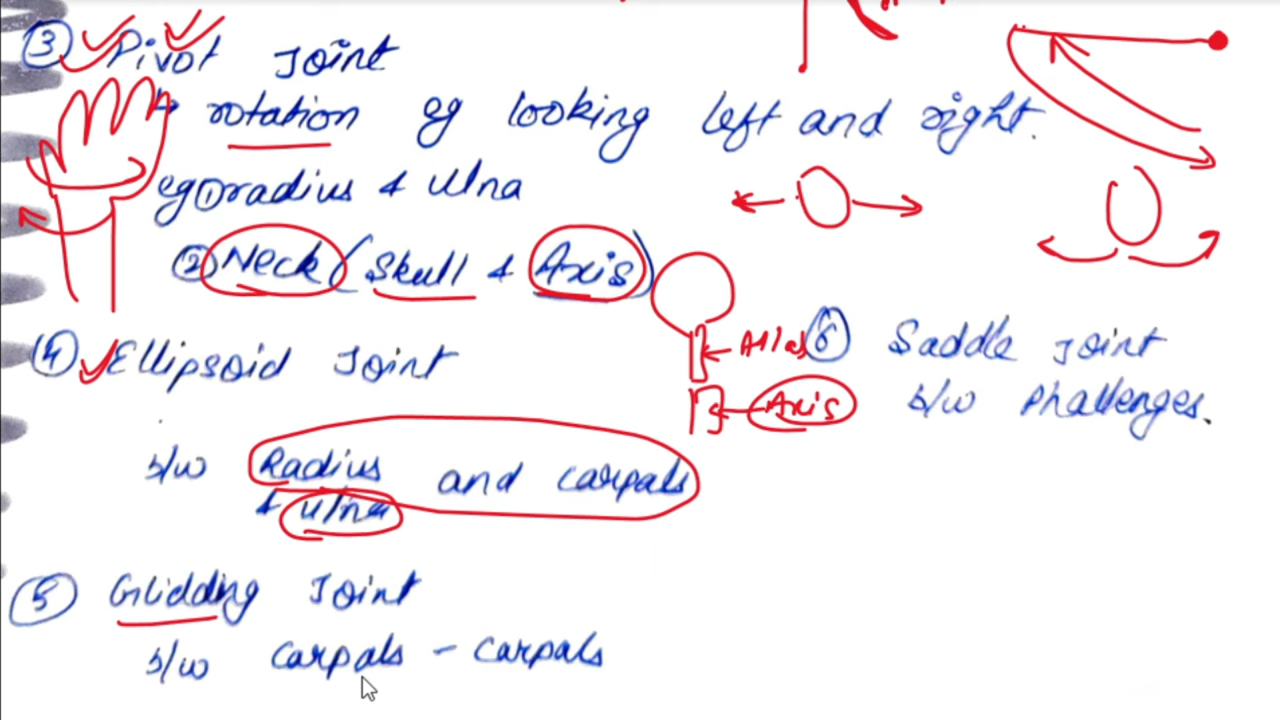 ③ Pivot Joint
↳ rotation eg looking left and right.
eg ① radius & Ulna
② Neck (Skull & Axis)
Atlas
Axis
④ Ellipsoid Joint
b/w Radius and carpals
& Ulna
⑤ Glidding Joint
b/w Carpals - Carpals
⑥ Saddle Joint
b/w Phallenges.